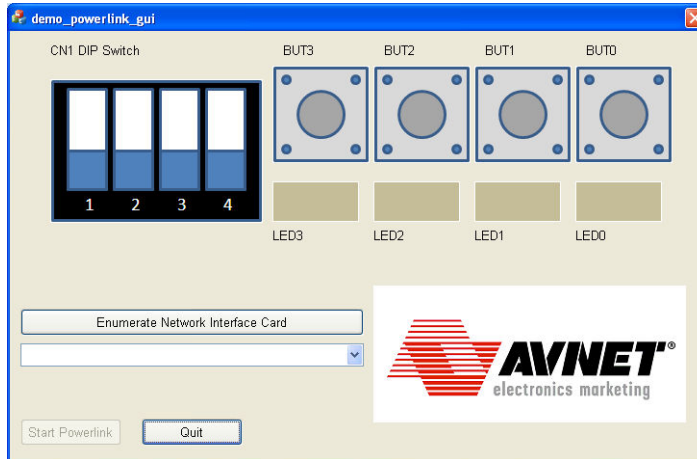 demo_powerlink_gui
CN1 DIP Switch
BUT3
BUT2
BUT1
BUT0
1 2 3 4
LED3
LED2
LED1
LED0
Enumerate Network Interface Card
AVNET®
electronics marketing
Start Powerlink
Quit